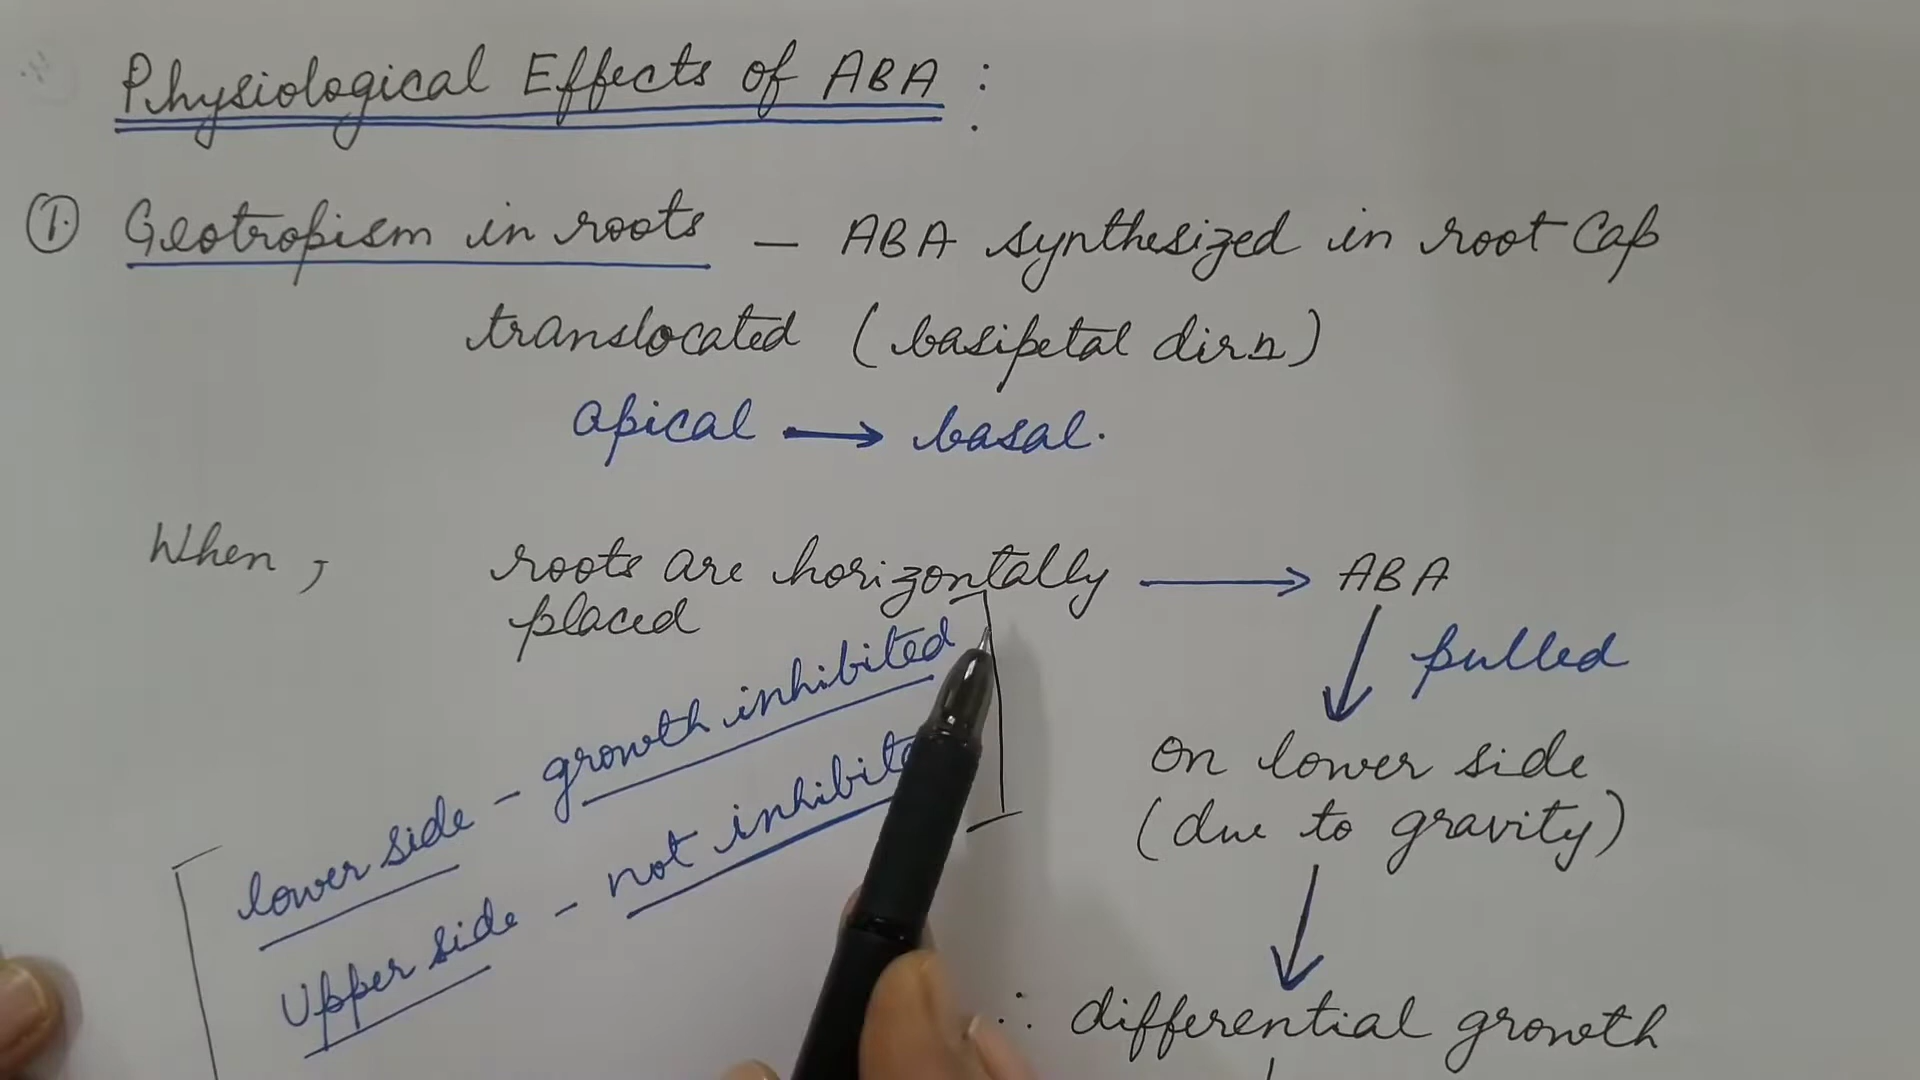 Physiological Effects of ABA :
1. Geotropism in roots — ABA synthesized in root Cap
translocated (basipetal dirn)
apical → basal.
When, roots are horizontally → ABA
placed
pulled
lower side - growth inhibited
Upper side - not
on lower side
(due to gravity)
∴ differential growth